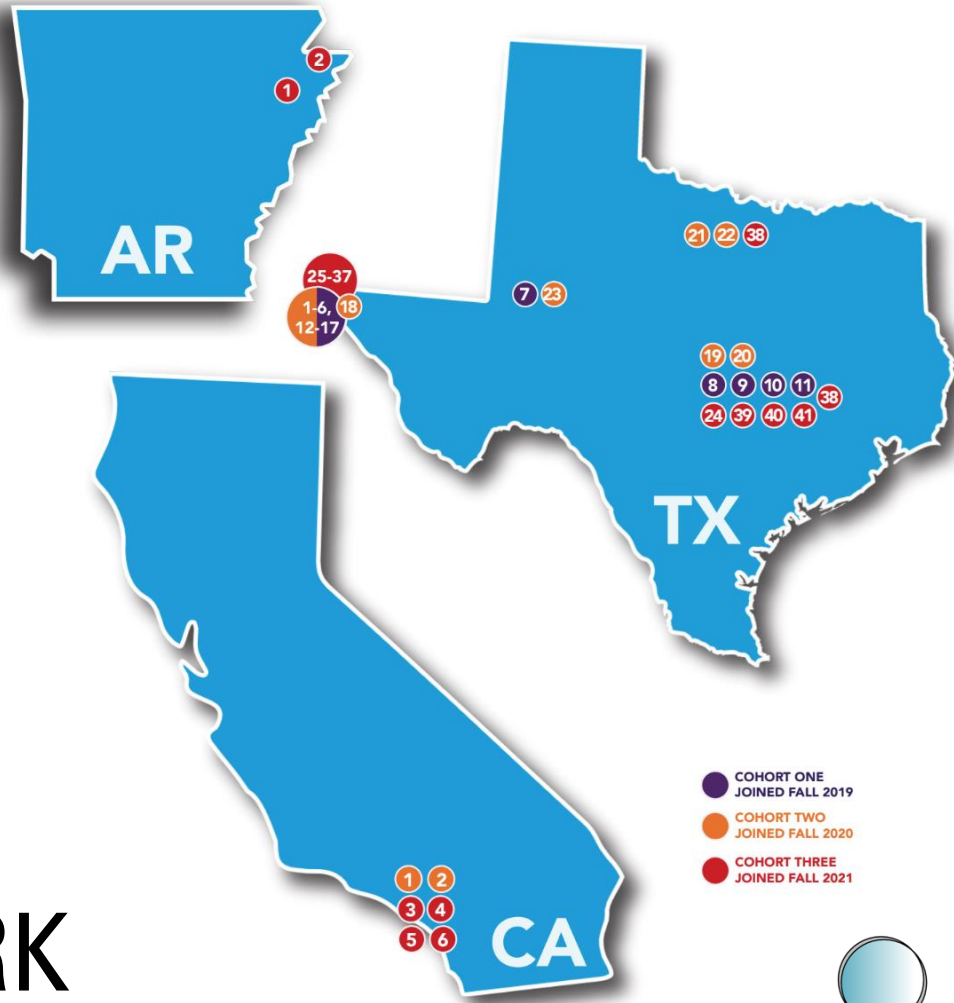 2
1
AR
25-37
1-6,
12-17
18
21 22 38
7 23
19 20
8 9 10 11
38
24 39 40 41
TX
COHORT ONE
JOINED FALL 2019
COHORT TWO
JOINED FALL 2020
COHORT THREE
JOINED FALL 2021
1 2
3 4
5 6
CA
RK